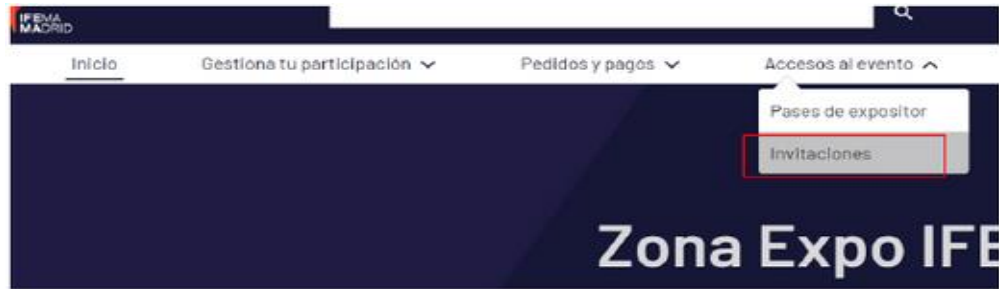 IFEMA
MADRID
Inicio Gestiona tu participación Pedidos y pagos Accesos al evento
Pases de expositor
Invitaciones
Zona Expo IFE